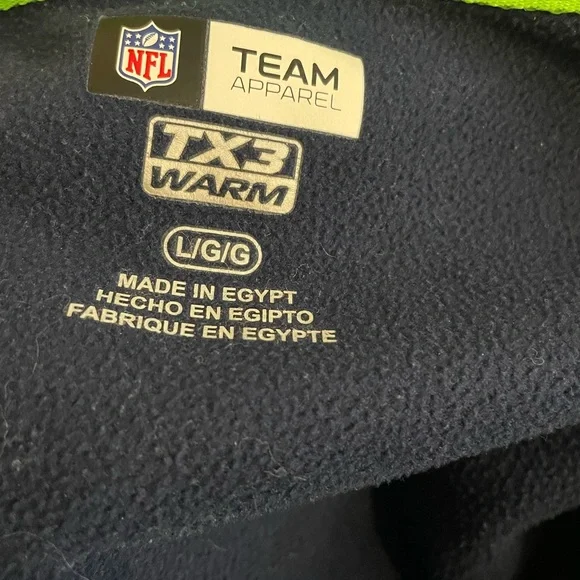 NFL
TEAM
APPAREL
TX3
WARM
L/G/G
MADE IN EGYPT
HECHO EN EGIPTO
FABRIQUE EN EGYPTE